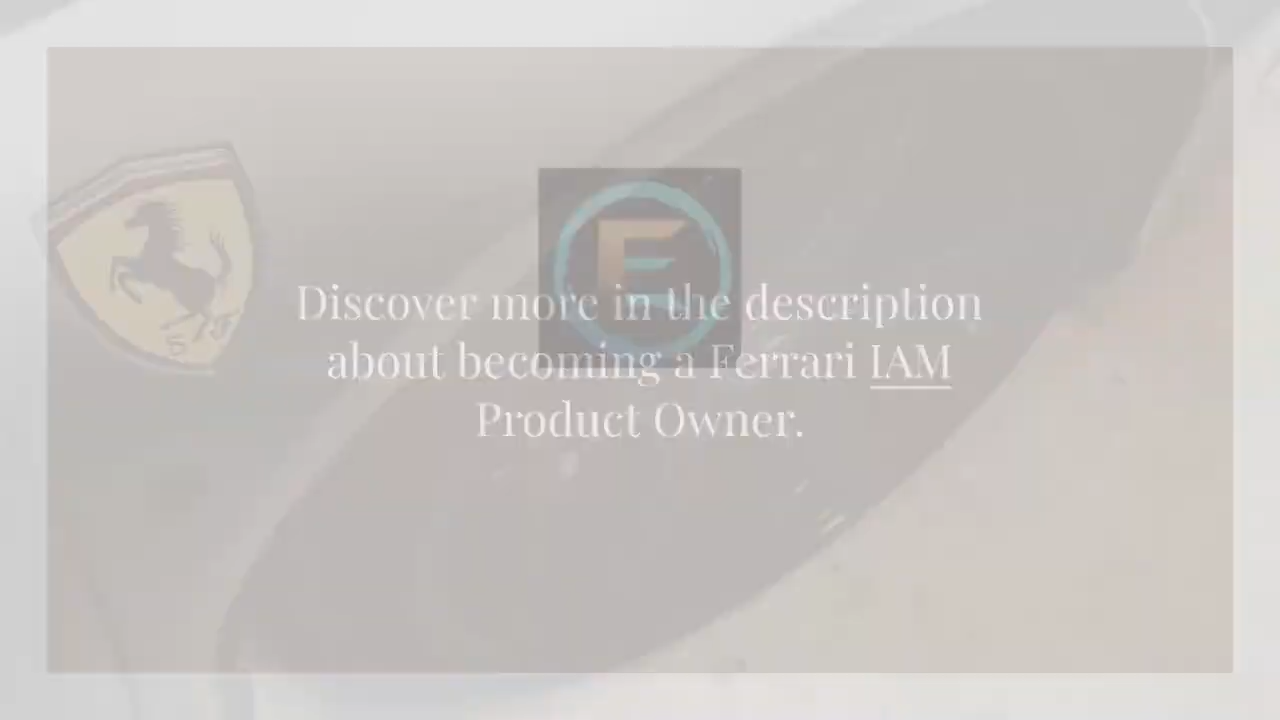 Discover more in the description
about becoming a Ferrari IAM
Product Owner.